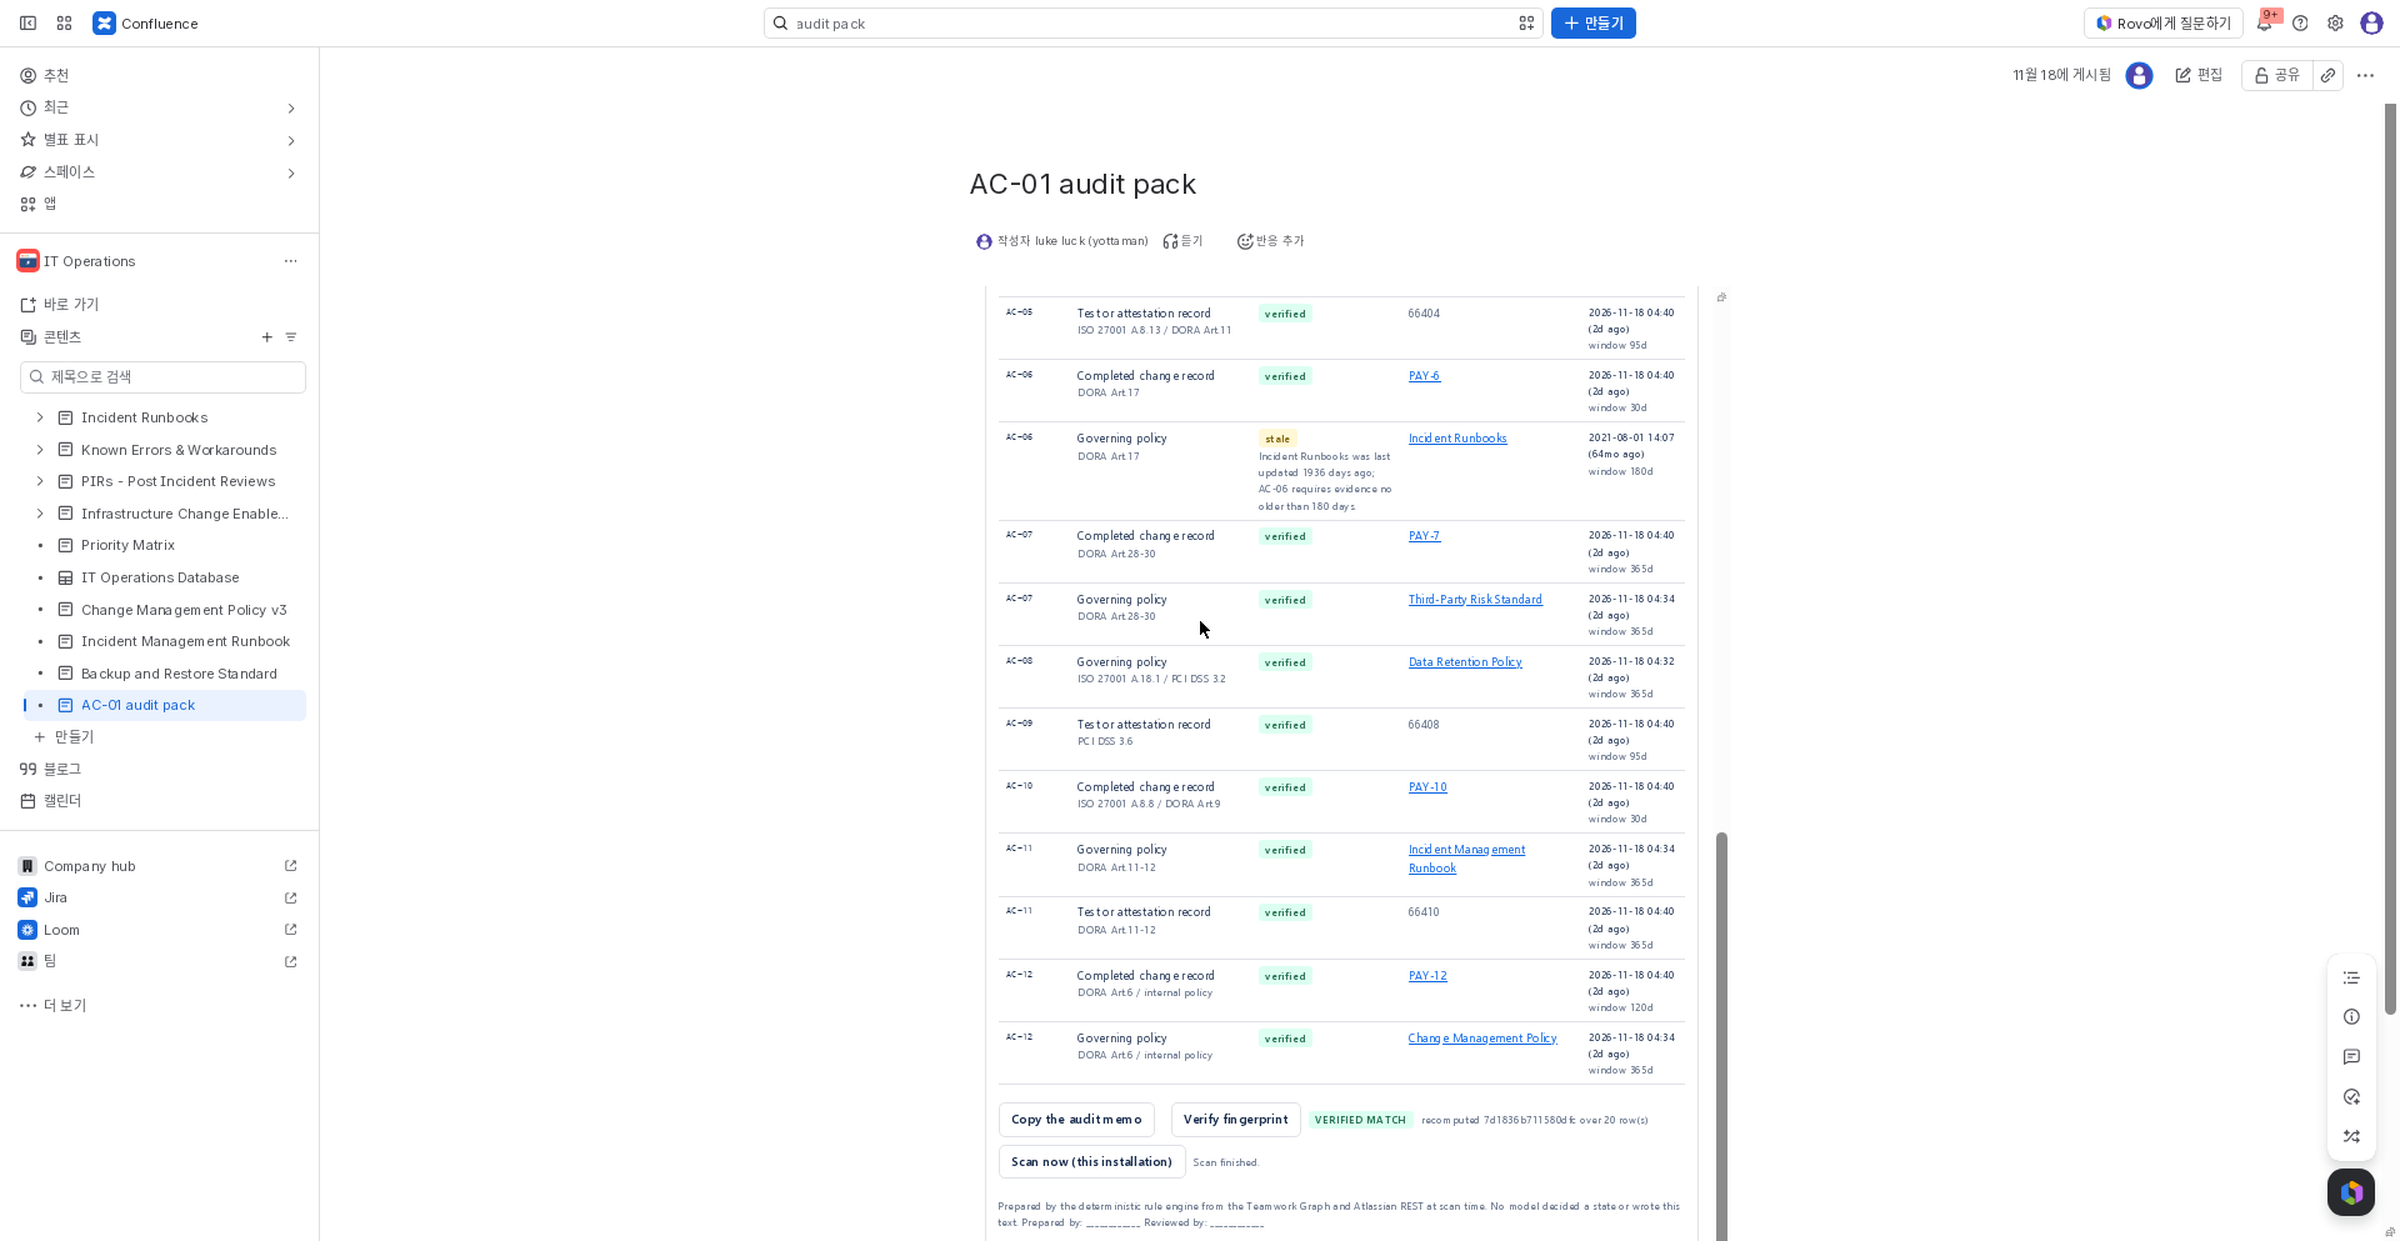 Confluence
audit pack
만들기
Rovo에게 질문하기
9+
추천
최근
별표 표시
스페이스
앱
IT Operations
바로 가기
콘텐츠
제목으로 검색
Incident Runbooks
Known Errors & Workarounds
PIRs - Post Incident Reviews
Infrastructure Change Enable...
Priority Matrix
IT Operations Database
Change Management Policy v3
Incident Management Runbook
Backup and Restore Standard
AC-01 audit pack
만들기
블로그
캘린더
Company hub
Jira
Loom
팀
더 보기
11월 18에 게시됨
편집
공유
AC-01 audit pack
작성자 luke luck (yottaman)
듣기
반응 추가
AC-05 Test or attestation record verified 66404 2026-11-18 04:40
ISO 27001 A.8.13 / DORA Art.11 (2d ago)
window 95d
AC-06 Completed change record verified PAY-6 2026-11-18 04:40
DORA Art.17 (2d ago)
window 30d
AC-06 Governing policy stale Incident Runbooks 2021-08-01 14:07
DORA Art.17 Incident Runbooks was last (64mo ago)
updated 1936 days ago; window 180d
AC-06 requires evidence no
older than 180 days.
AC-07 Completed change record verified PAY-7 2026-11-18 04:40
DORA Art.28-30 (2d ago)
window 365d
AC-07 Governing policy verified Third-Party Risk Standard 2026-11-18 04:34
DORA Art.28-30 (2d ago)
window 365d
AC-08 Governing policy verified Data Retention Policy 2026-11-18 04:32
ISO 27001 A.18.1 / PCI DSS 3.2 (2d ago)
window 365d
AC-09 Test or attestation record verified 66408 2026-11-18 04:40
PCI DSS 3.6 (2d ago)
window 95d
AC-10 Completed change record verified PAY-10 2026-11-18 04:40
ISO 27001 A.8.8 / DORA Art.9 (2d ago)
window 30d
AC-11 Governing policy verified Incident Management 2026-11-18 04:34
DORA Art.11-12 Runbook (2d ago)
window 365d
AC-11 Test or attestation record verified 66410 2026-11-18 04:40
DORA Art.11-12 (2d ago)
window 365d
AC-12 Completed change record verified PAY-12 2026-11-18 04:40
DORA Art.6 / internal policy (2d ago)
window 120d
AC-12 Governing policy verified Change Management Policy 2026-11-18 04:34
DORA Art.6 / internal policy (2d ago)
window 365d
Copy the audit memo Verify fingerprint VERIFIED MATCH recomputed 7d1836b711580dfc over 20 row(s)
Scan now (this installation) Scan finished.
Prepared by the deterministic rule engine from the Teamwork Graph and Atlassian REST at scan time. No model decided a state or wrote this
text. Prepared by: ____________ Reviewed by: ____________